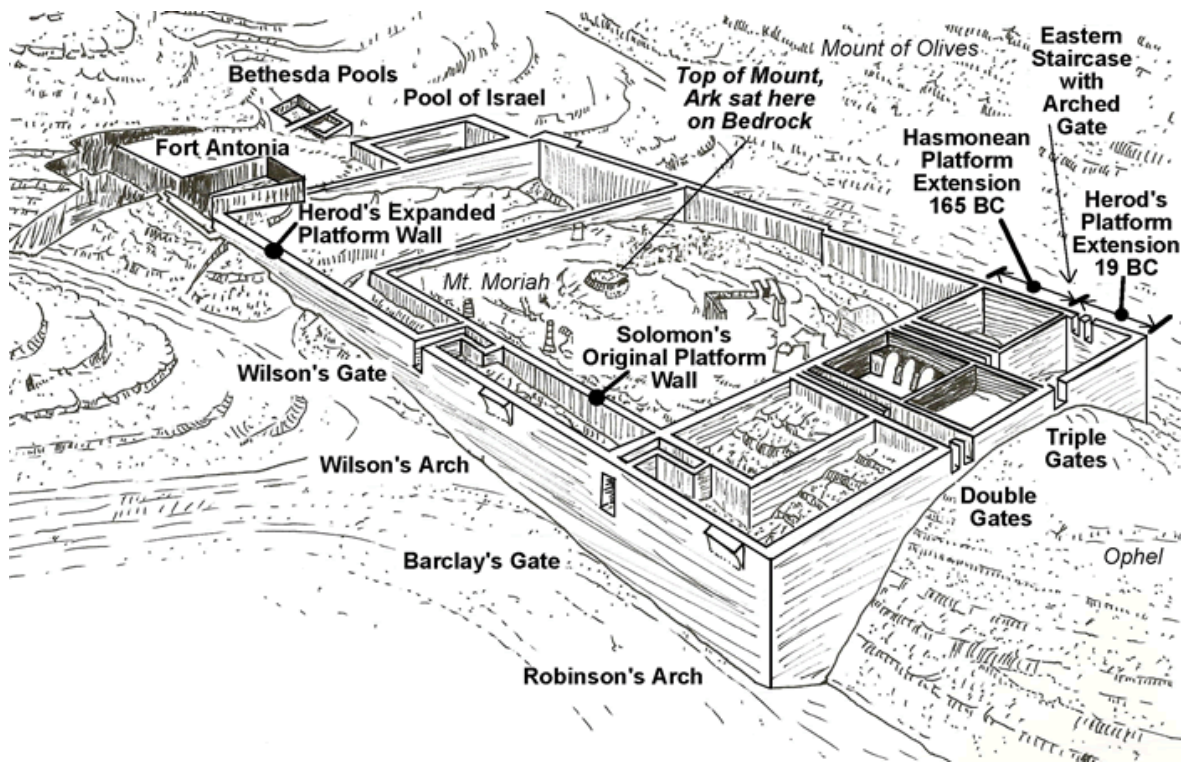 Mount of Olives
Eastern
Staircase
with
Arched
Gate
Bethesda Pools
Top of Mount,
Ark sat here
on Bedrock
Pool of Israel
Fort Antonia
Hasmonean
Platform
Extension
165 BC
Herod's
Platform
Extension
19 BC
Herod's Expanded
Platform Wall
Mt. Moriah
Solomon's
Original Platform
Wall
Wilson's Gate
Triple
Gates
Wilson's Arch
Double
Gates
Barclay's Gate
Ophel
Robinson's Arch